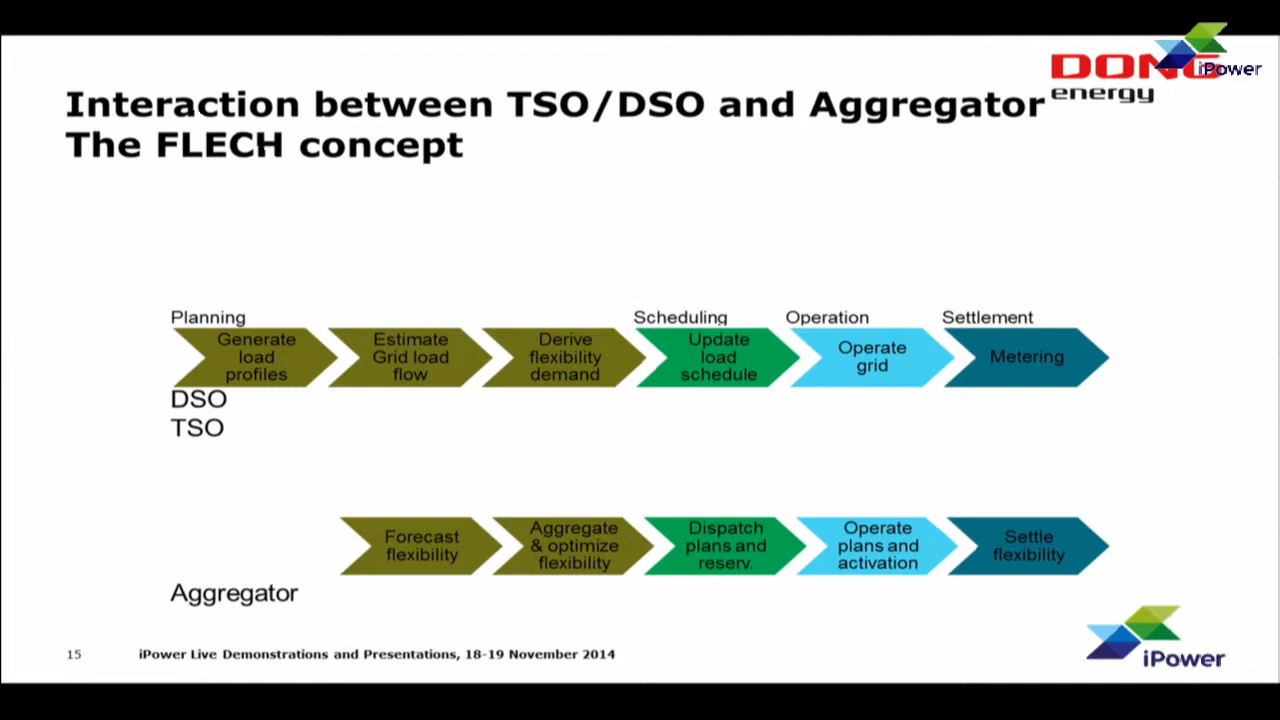 Interaction between TSO/DSO and Aggregator
The FLECH concept
DONG
energy
iPower
Planning
Scheduling
Operation
Settlement
Generate
load
profiles
Estimate
Grid load
flow
Derive
flexibility
demand
Update
load
schedule
Operate
grid
Metering
DSO
TSO
Forecast
flexibility
Aggregate
& optimize
flexibility
Dispatch
plans and
reserv.
Operate
plans and
activation
Settle
flexibility
Aggregator
15
iPower Live Demonstrations and Presentations, 18-19 November 2014
iPower